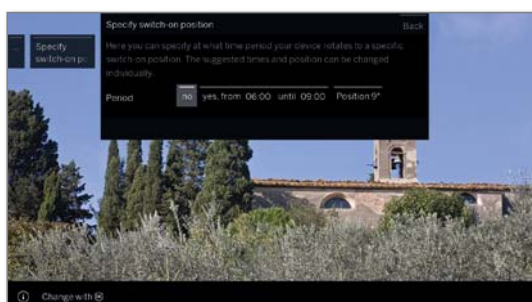 Specify switch-on position
Back
Specify
switch-on po
Here you can specify at what time period your device rotates to a specific
switch-on position. The suggested times and position can be changed
individually.
Period no yes, from 06:00 until 09:00 Position 9°
Change with